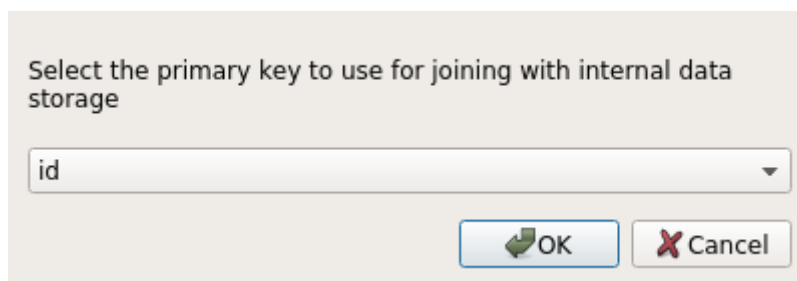 Select the primary key to use for joining with internal data
storage
id
OK
Cancel